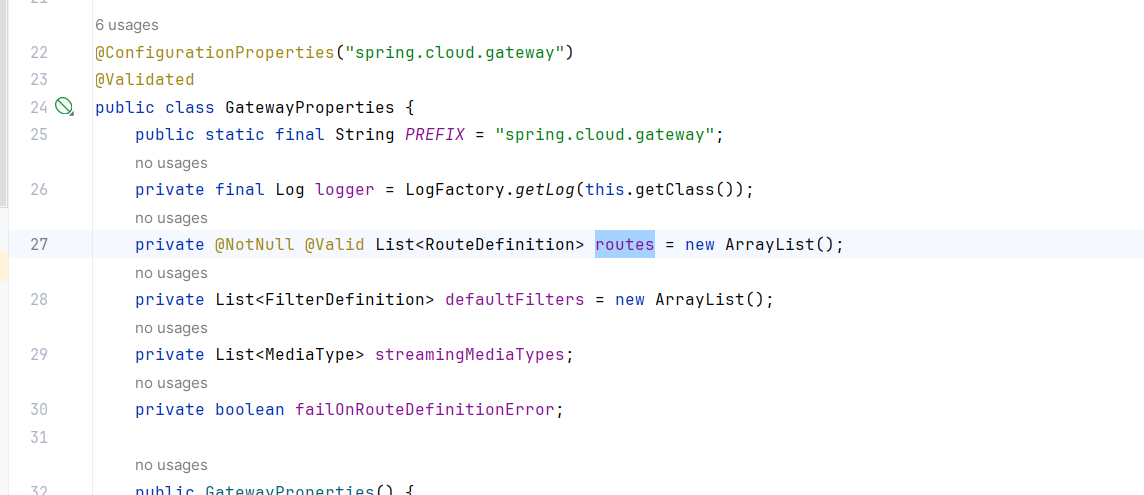 6 usages
22 @ConfigurationProperties("spring.cloud.gateway")
23 @Validated
24 public class GatewayProperties {
25 public static final String PREFIX = "spring.cloud.gateway";
no usages
26 private final Log logger = LogFactory.getLog(this.getClass());
no usages
27 private @NotNull @Valid List<RouteDefinition> routes = new ArrayList();
no usages
28 private List<FilterDefinition> defaultFilters = new ArrayList();
no usages
29 private List<MediaType> streamingMediaTypes;
no usages
30 private boolean failOnRouteDefinitionError;
31
no usages
32 public GatewayProperties() {